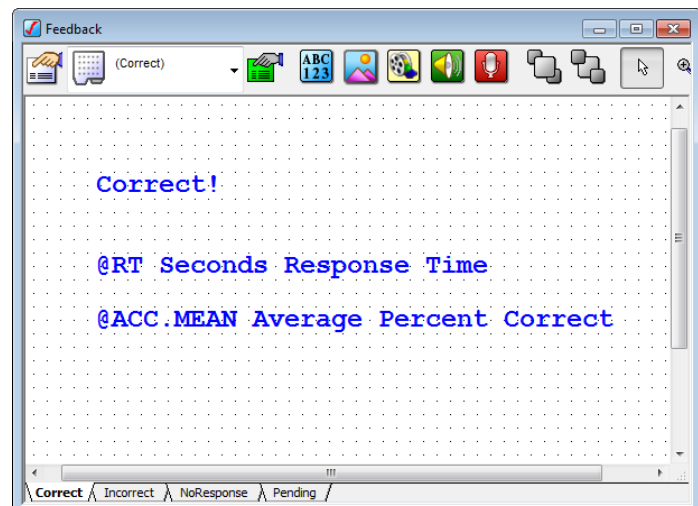 Feedback
(Correct)
ABC
123
Correct!
@RT Seconds Response Time
@ACC.MEAN Average Percent Correct
Correct
Incorrect
NoResponse
Pending